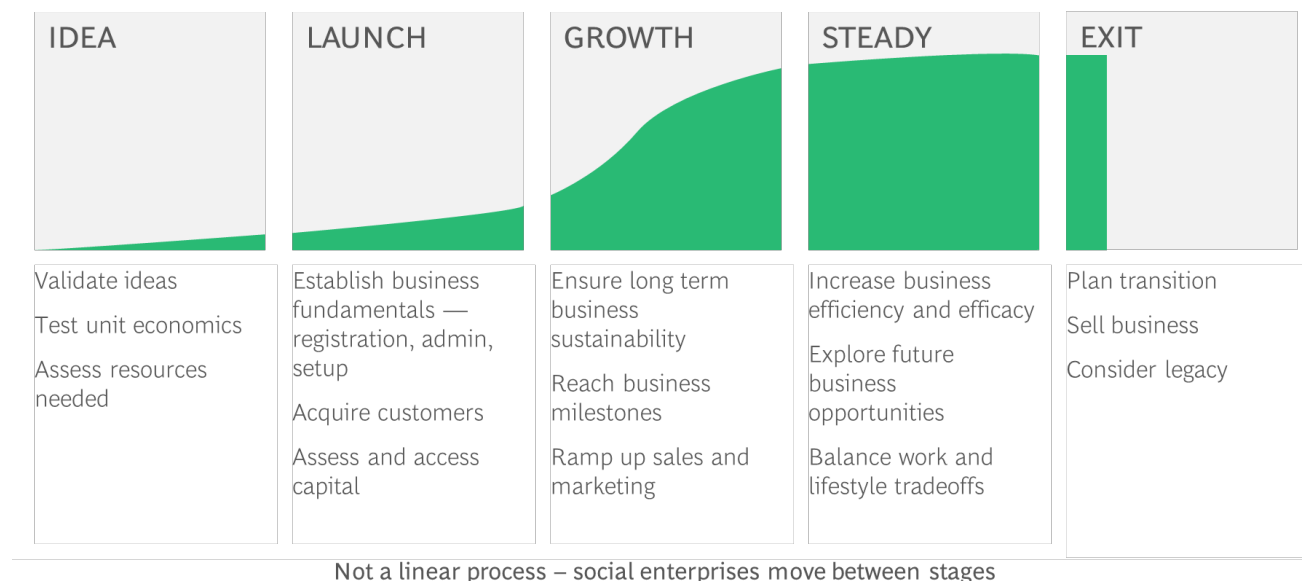 IDEA
LAUNCH
GROWTH
STEADY
EXIT
Validate ideas
Test unit economics
Assess resources
needed
Establish business
fundamentals —
registration, admin,
setup
Acquire customers
Assess and access
capital
Ensure long term
business
sustainability
Reach business
milestones
Ramp up sales and
marketing
Increase business
efficiency and efficacy
Explore future
business
opportunities
Balance work and
lifestyle tradeoffs
Plan transition
Sell business
Consider legacy
Not a linear process – social enterprises move between stages